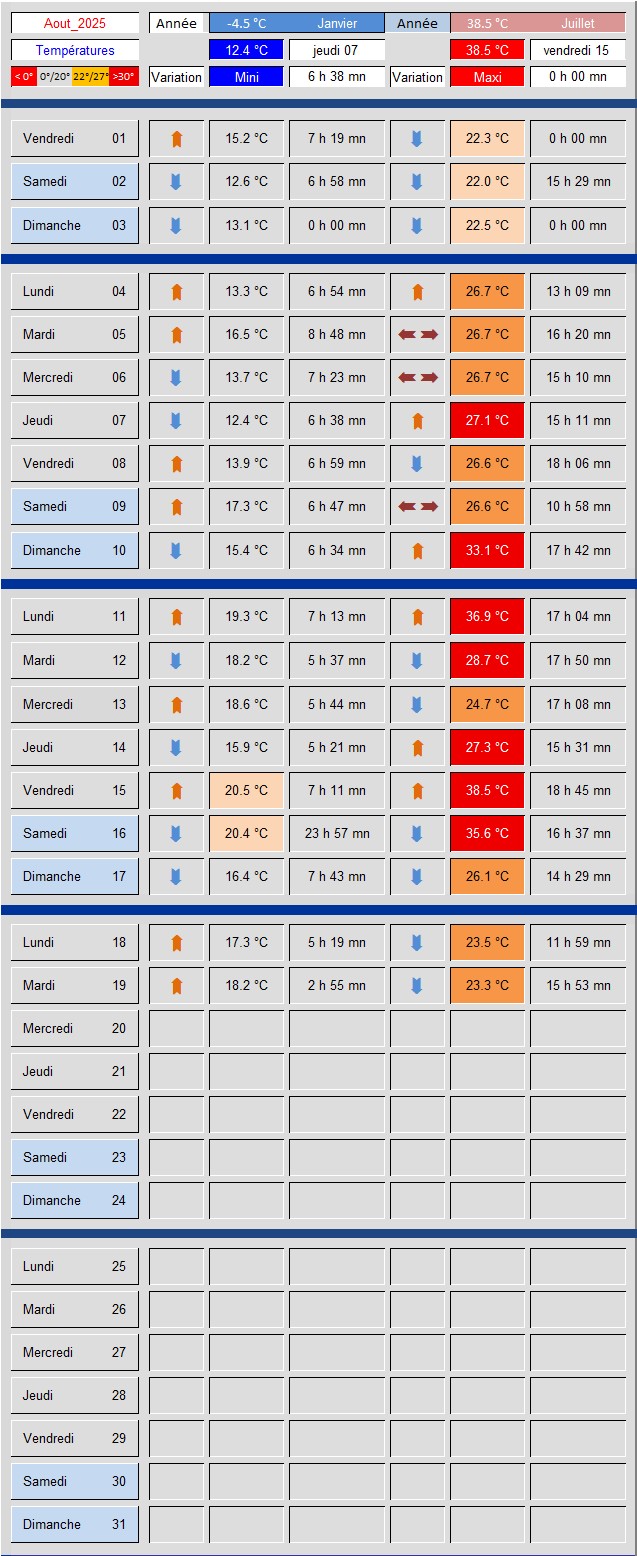 Aout_2025 Année -4.5 °C Janvier Année 38.5 °C Juillet
Températures 12.4 °C jeudi 07 38.5 °C vendredi 15
< 0° 0°/20° 22°/27° >30° Variation Mini 6 h 38 mn Variation Maxi 0 h 00 mn
Vendredi 01 15.2 °C 7 h 19 mn 22.3 °C 0 h 00 mn
Samedi 02 12.6 °C 6 h 58 mn 22.0 °C 15 h 29 mn
Dimanche 03 13.1 °C 0 h 00 mn 22.5 °C 0 h 00 mn
Lundi 04 13.3 °C 6 h 54 mn 26.7 °C 13 h 09 mn
Mardi 05 16.5 °C 8 h 48 mn 26.7 °C 16 h 20 mn
Mercredi 06 13.7 °C 7 h 23 mn 26.7 °C 15 h 10 mn
Jeudi 07 12.4 °C 6 h 38 mn 27.1 °C 15 h 11 mn
Vendredi 08 13.9 °C 6 h 59 mn 26.6 °C 18 h 06 mn
Samedi 09 17.3 °C 6 h 47 mn 26.6 °C 10 h 58 mn
Dimanche 10 15.4 °C 6 h 34 mn 33.1 °C 17 h 42 mn
Lundi 11 19.3 °C 7 h 13 mn 36.9 °C 17 h 04 mn
Mardi 12 18.2 °C 5 h 37 mn 28.7 °C 17 h 50 mn
Mercredi 13 18.6 °C 5 h 44 mn 24.7 °C 17 h 08 mn
Jeudi 14 15.9 °C 5 h 21 mn 27.3 °C 15 h 31 mn
Vendredi 15 20.5 °C 7 h 11 mn 38.5 °C 18 h 45 mn
Samedi 16 20.4 °C 23 h 57 mn 35.6 °C 16 h 37 mn
Dimanche 17 16.4 °C 7 h 43 mn 26.1 °C 14 h 29 mn
Lundi 18 17.3 °C 5 h 19 mn 23.5 °C 11 h 59 mn
Mardi 19 18.2 °C 2 h 55 mn 23.3 °C 15 h 53 mn
Mercredi 20
Jeudi 21
Vendredi 22
Samedi 23
Dimanche 24
Lundi 25
Mardi 26
Mercredi 27
Jeudi 28
Vendredi 29
Samedi 30
Dimanche 31